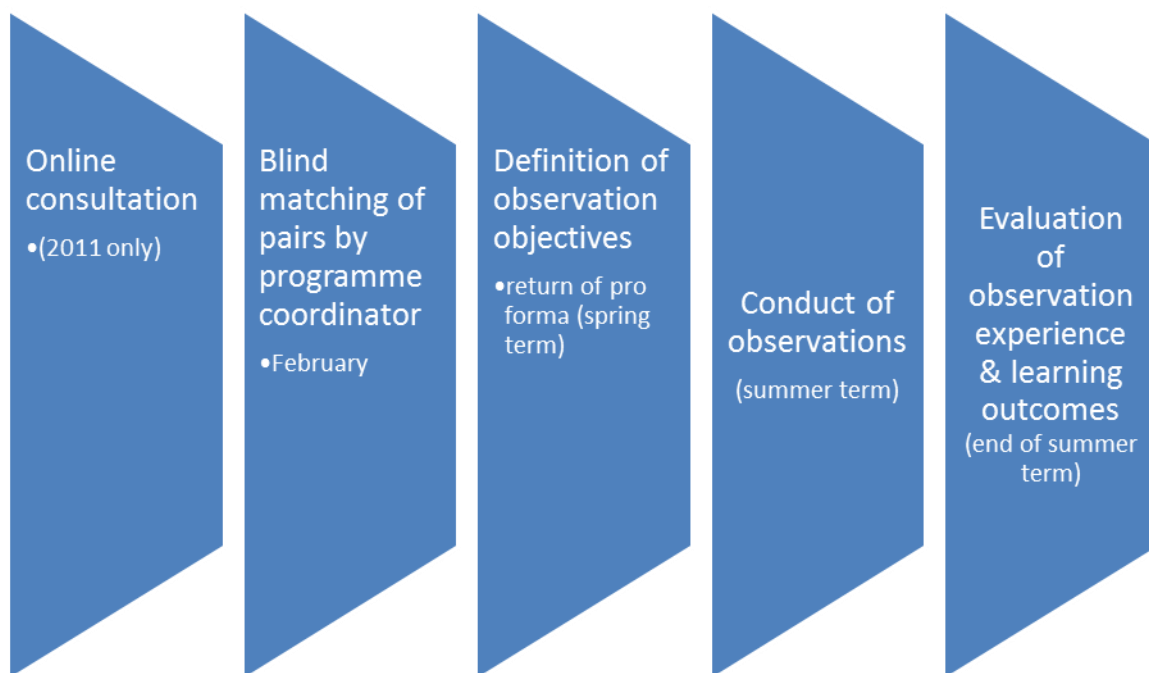 Online
consultation
•(2011 only)
Blind
matching of
pairs by
programme
coordinator
•February
Definition of
observation
objectives
•return of pro
forma (spring
term)
Conduct of
observations
(summer term)
Evaluation
of
observation
experience
& learning
outcomes
(end of summer
term)